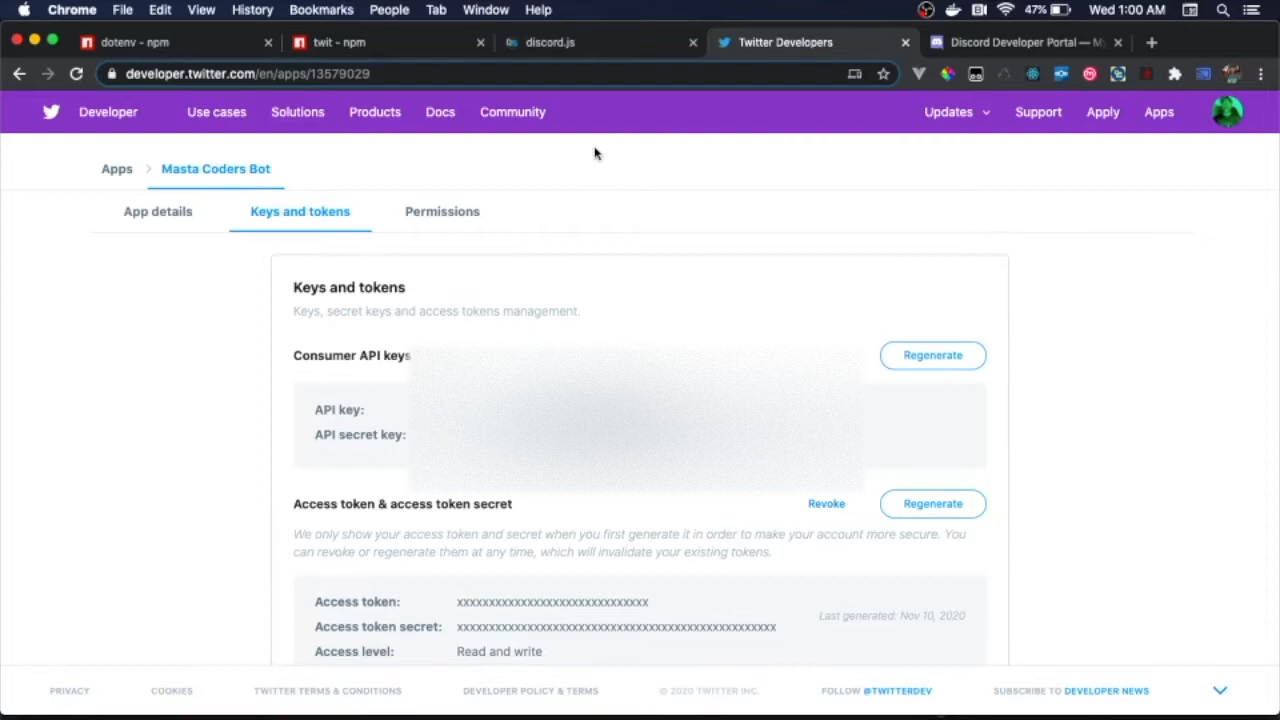 Chrome File Edit View History Bookmarks People Tab Window Help 47% Wed 1:00 AM
dotenv - npm twit - npm discord.js Twitter Developers Discord Developer Portal — My
developer.twitter.com/en/apps/13579029
Developer Use cases Solutions Products Docs Community Updates Support Apply Apps
Apps Masta Coders Bot
App details Keys and tokens Permissions
Keys and tokens
Keys, secret keys and access tokens management.
Consumer API keys Regenerate
API key:
API secret key:
Access token & access token secret Revoke Regenerate
We only show your access token and secret when you first generate it in order to make your account more secure. You
can revoke or regenerate them at any time, which will invalidate your existing tokens.
Access token: xxxxxxxxxxxxxxxxxxxxxxxxxxxxxx
Last generated: Nov 10, 2020
Access token secret: xxxxxxxxxxxxxxxxxxxxxxxxxxxxxxxxxxxxxxxxxxxxxxxxxx
Access level: Read and write
PRIVACY COOKIES TWITTER TERMS & CONDITIONS DEVELOPER POLICY & TERMS © 2020 TWITTER INC. FOLLOW @TWITTERDEV SUBSCRIBE TO DEVELOPER NEWS